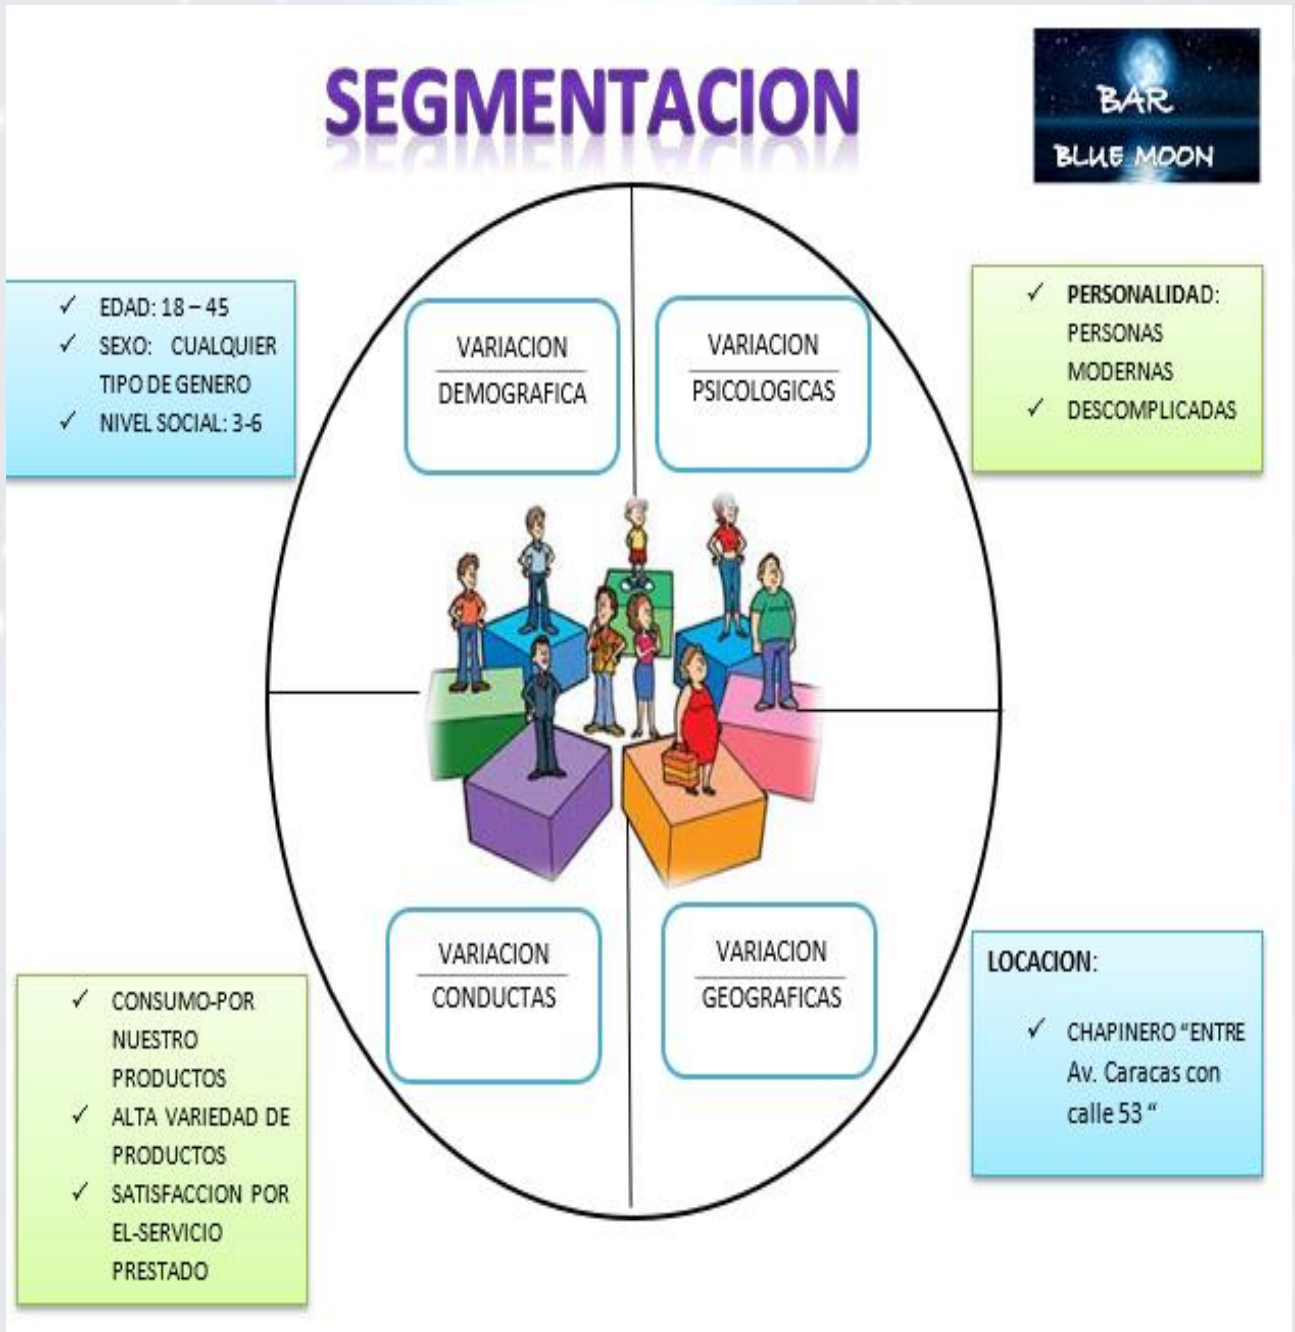 SEGMENTACION
BAR
BLUE MOON
✓ EDAD: 18 – 45
✓ SEXO: CUALQUIER
TIPO DE GENERO
✓ NIVEL SOCIAL: 3-6
VARIACION
DEMOGRAFICA
VARIACION
PSICOLOGICAS
✓ PERSONALIDAD:
PERSONAS
MODERNAS
✓ DESCOMPLICADAS
✓ CONSUMO-POR
NUESTRO
PRODUCTOS
✓ ALTA VARIEDAD DE
PRODUCTOS
✓ SATISFACCION POR
EL-SERVICIO
PRESTADO
VARIACION
CONDUCTAS
VARIACION
GEOGRAFICAS
LOCACION:
✓ CHAPINERO “ENTRE
Av. Caracas con
calle 53 “